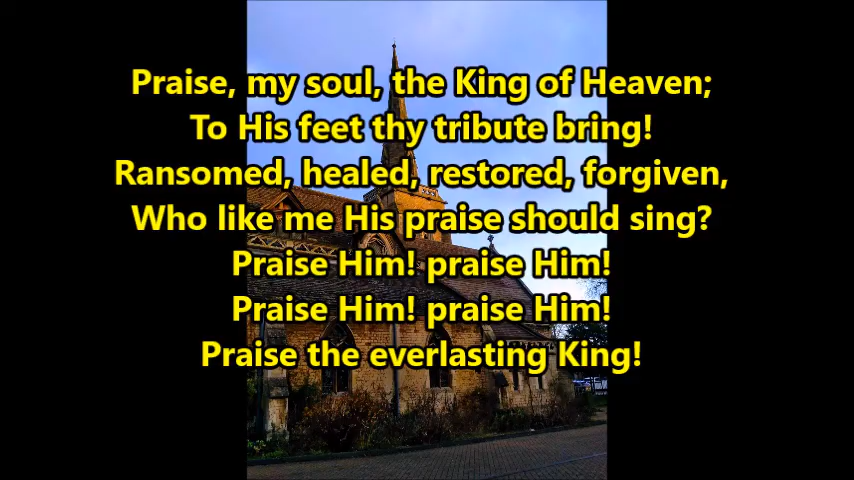 Praise, my soul, the King of Heaven;
To His feet thy tribute bring!
Ransomed, healed, restored, forgiven,
Who like me His praise should sing?
Praise Him! praise Him!
Praise Him! praise Him!
Praise the everlasting King!